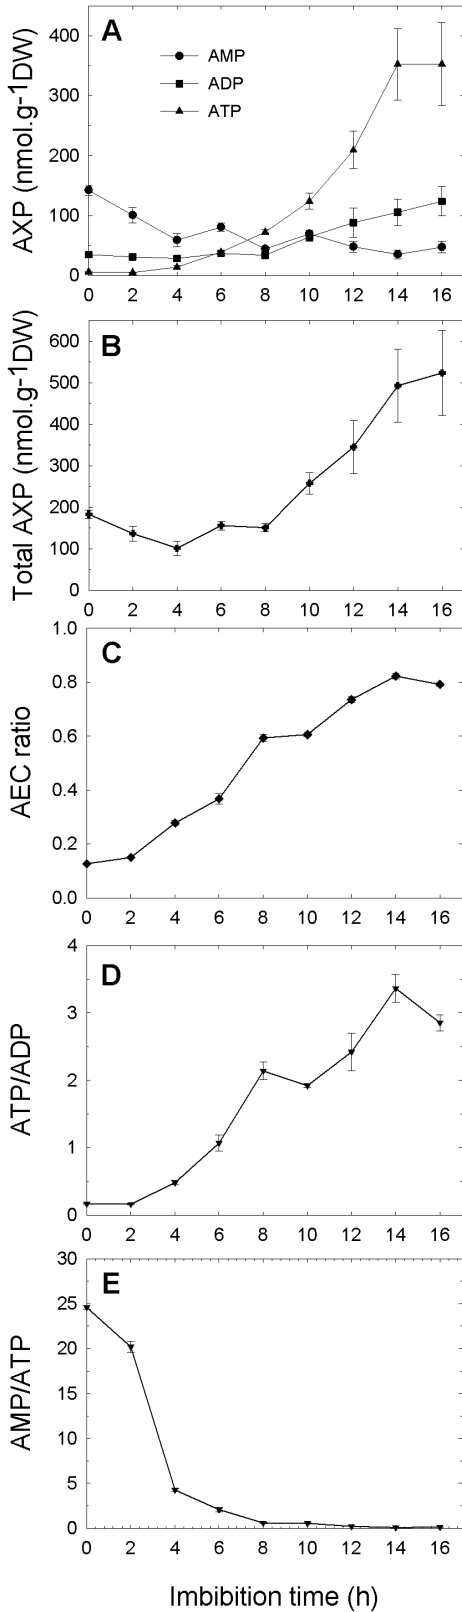 A
AMP
ADP
ATP
AXP (nmol.g-1DW)
400
300
200
100
0
0 2 4 6 8 10 12 14 16
B
Total AXP (nmol.g-1DW)
600
500
400
300
200
100
0
0 2 4 6 8 10 12 14 16
C
AEC ratio
1.0
0.8
0.6
0.4
0.2
0.0
0 2 4 6 8 10 12 14 16
D
ATP/ADP
4
3
2
1
0
0 2 4 6 8 10 12 14 16
E
AMP/ATP
30
25
20
15
10
5
0
0 2 4 6 8 10 12 14 16
Imbibition time (h)